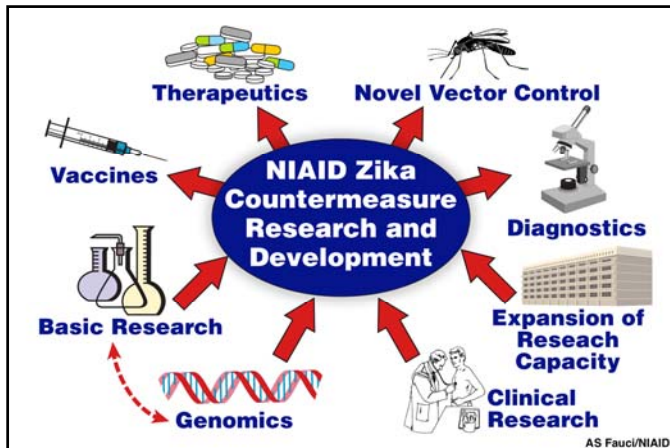 Therapeutics
Novel Vector Control
Vaccines
NIAID Zika
Countermeasure
Research and
Development
Diagnostics
Basic Research
Expansion of
Reseach
Capacity
Genomics
Clinical
Research
AS Fauci/NIAID